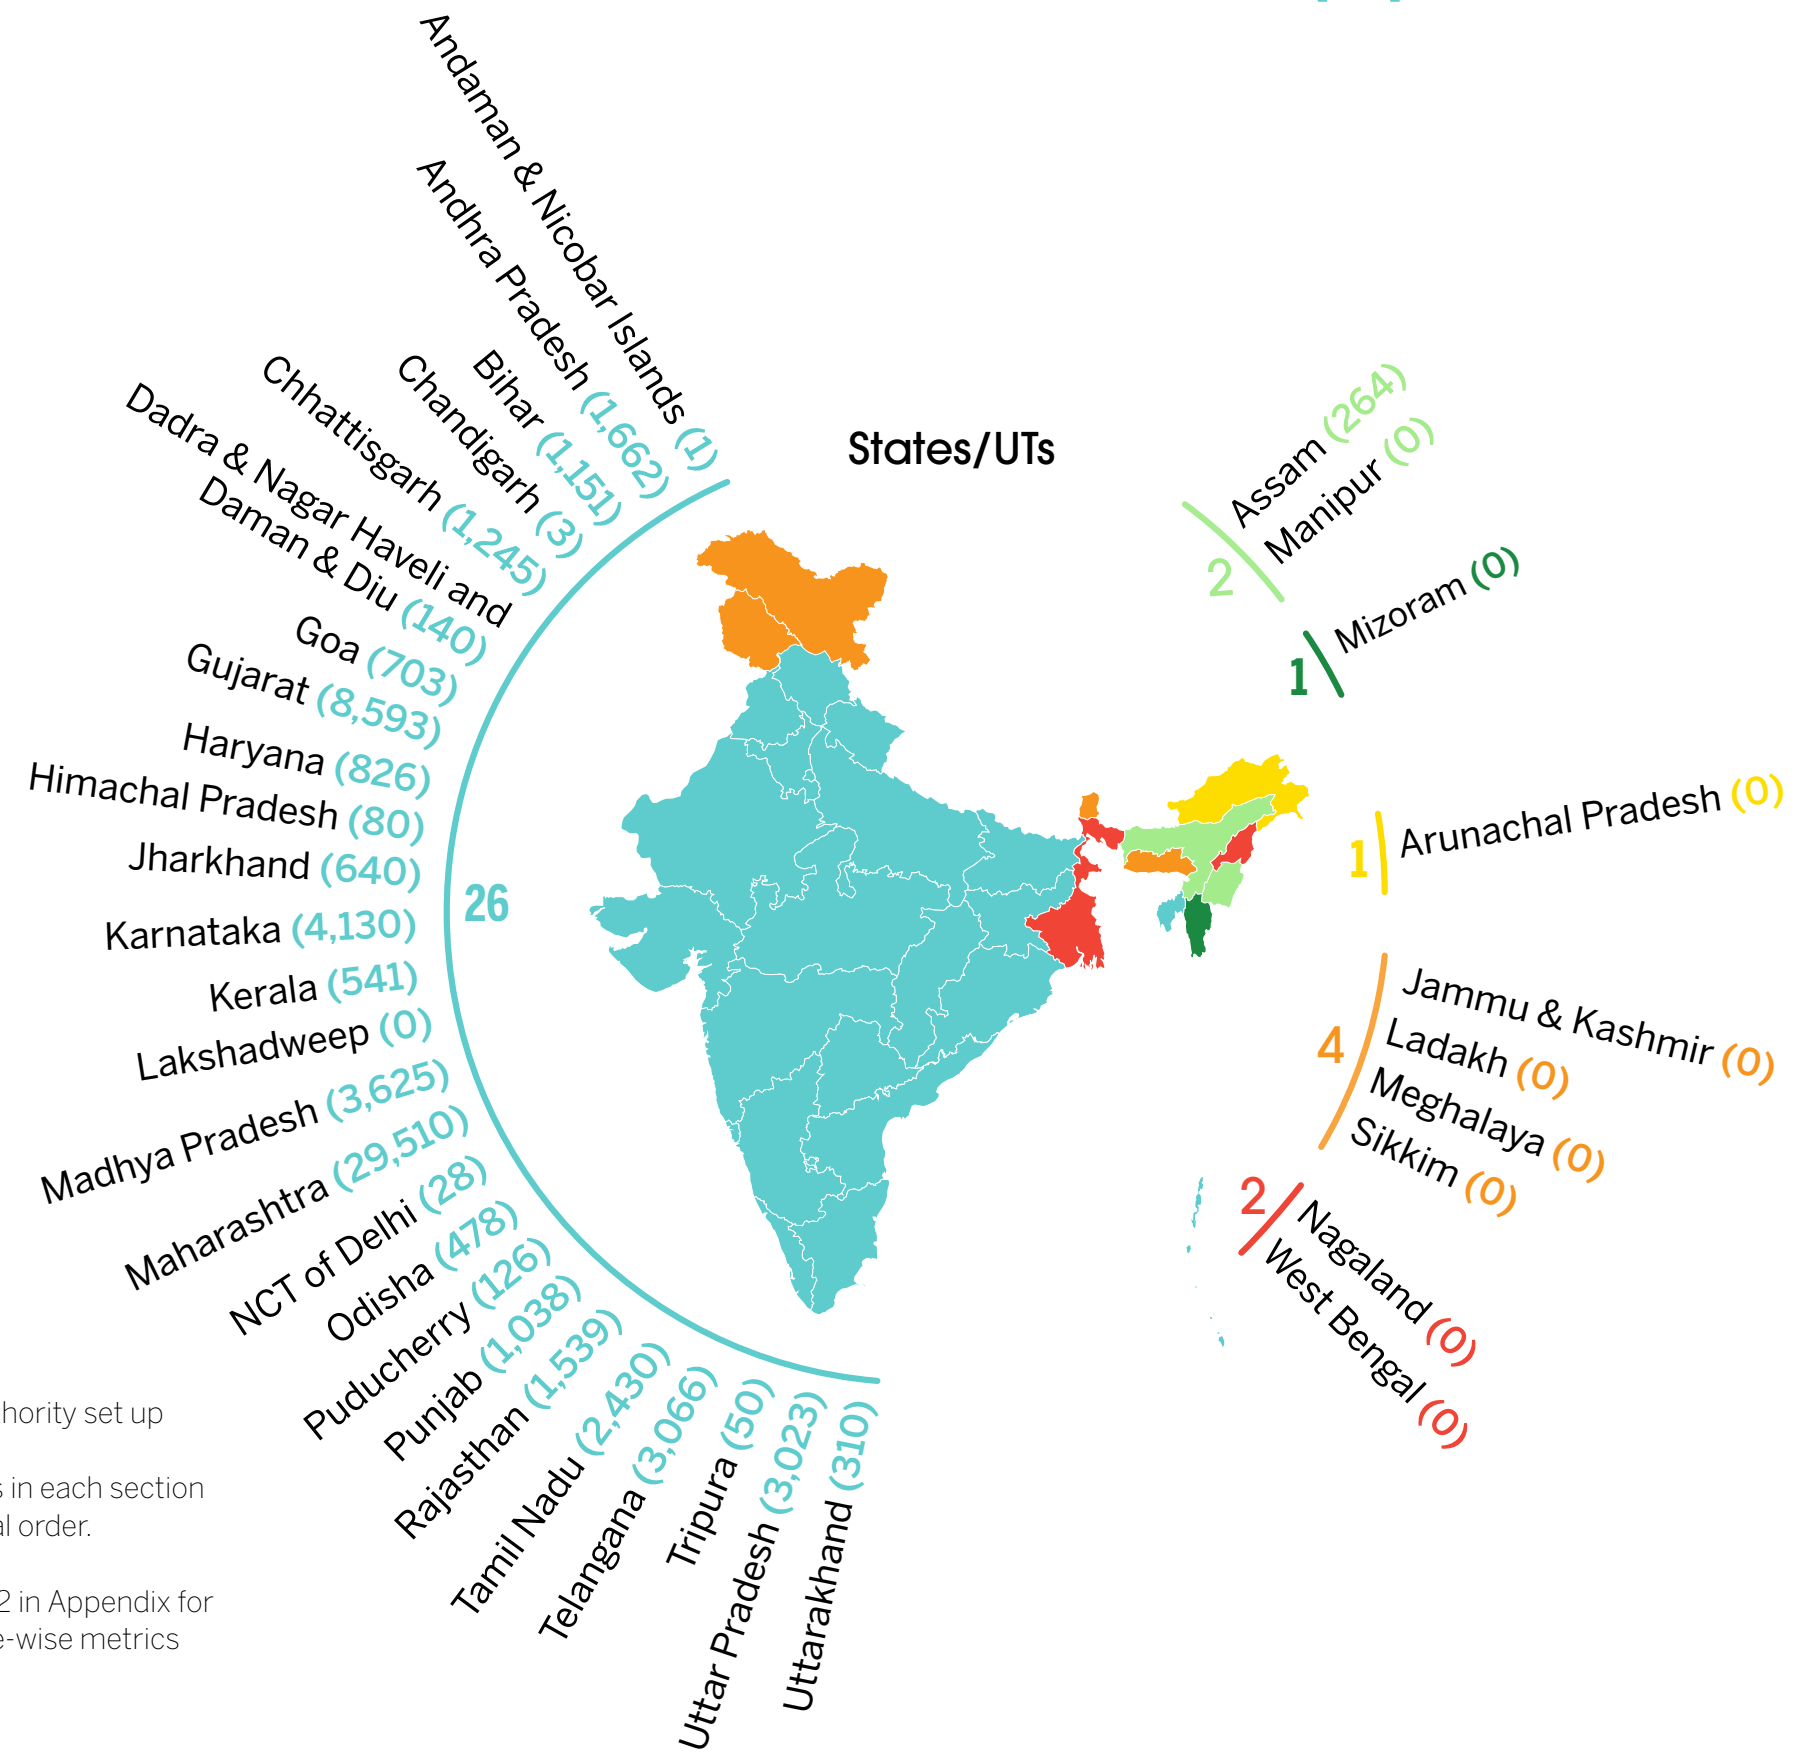 States/UTs
26
Andaman & Nicobar Islands (1)
Andhra Pradesh (1,662)
Bihar (1,151)
Chandigarh (3)
Chhattisgarh (1,245)
Dadra & Nagar Haveli and
Daman & Diu (140)
Goa (703)
Gujarat (8,593)
Haryana (826)
Himachal Pradesh (80)
Jharkhand (640)
Karnataka (4,130)
Kerala (541)
Lakshadweep (0)
Madhya Pradesh (3,625)
Maharashtra (29,510)
NCT of Delhi (28)
Odisha (478)
Puducherry (126)
Punjab (1,038)
Rajasthan (1,539)
Tamil Nadu (2,430)
Telangana (3,066)
Tripura (50)
Uttar Pradesh (3,023)
Uttarakhand (310)
2
Assam (264)
Manipur (0)
1
Mizoram (0)
1
Arunachal Pradesh (0)
4
Jammu & Kashmir (0)
Ladakh (0)
Meghalaya (0)
Sikkim (0)
2
Nagaland (0)
West Bengal (0)
hority set up
s in each section
al order.
2 in Appendix for
e-wise metrics